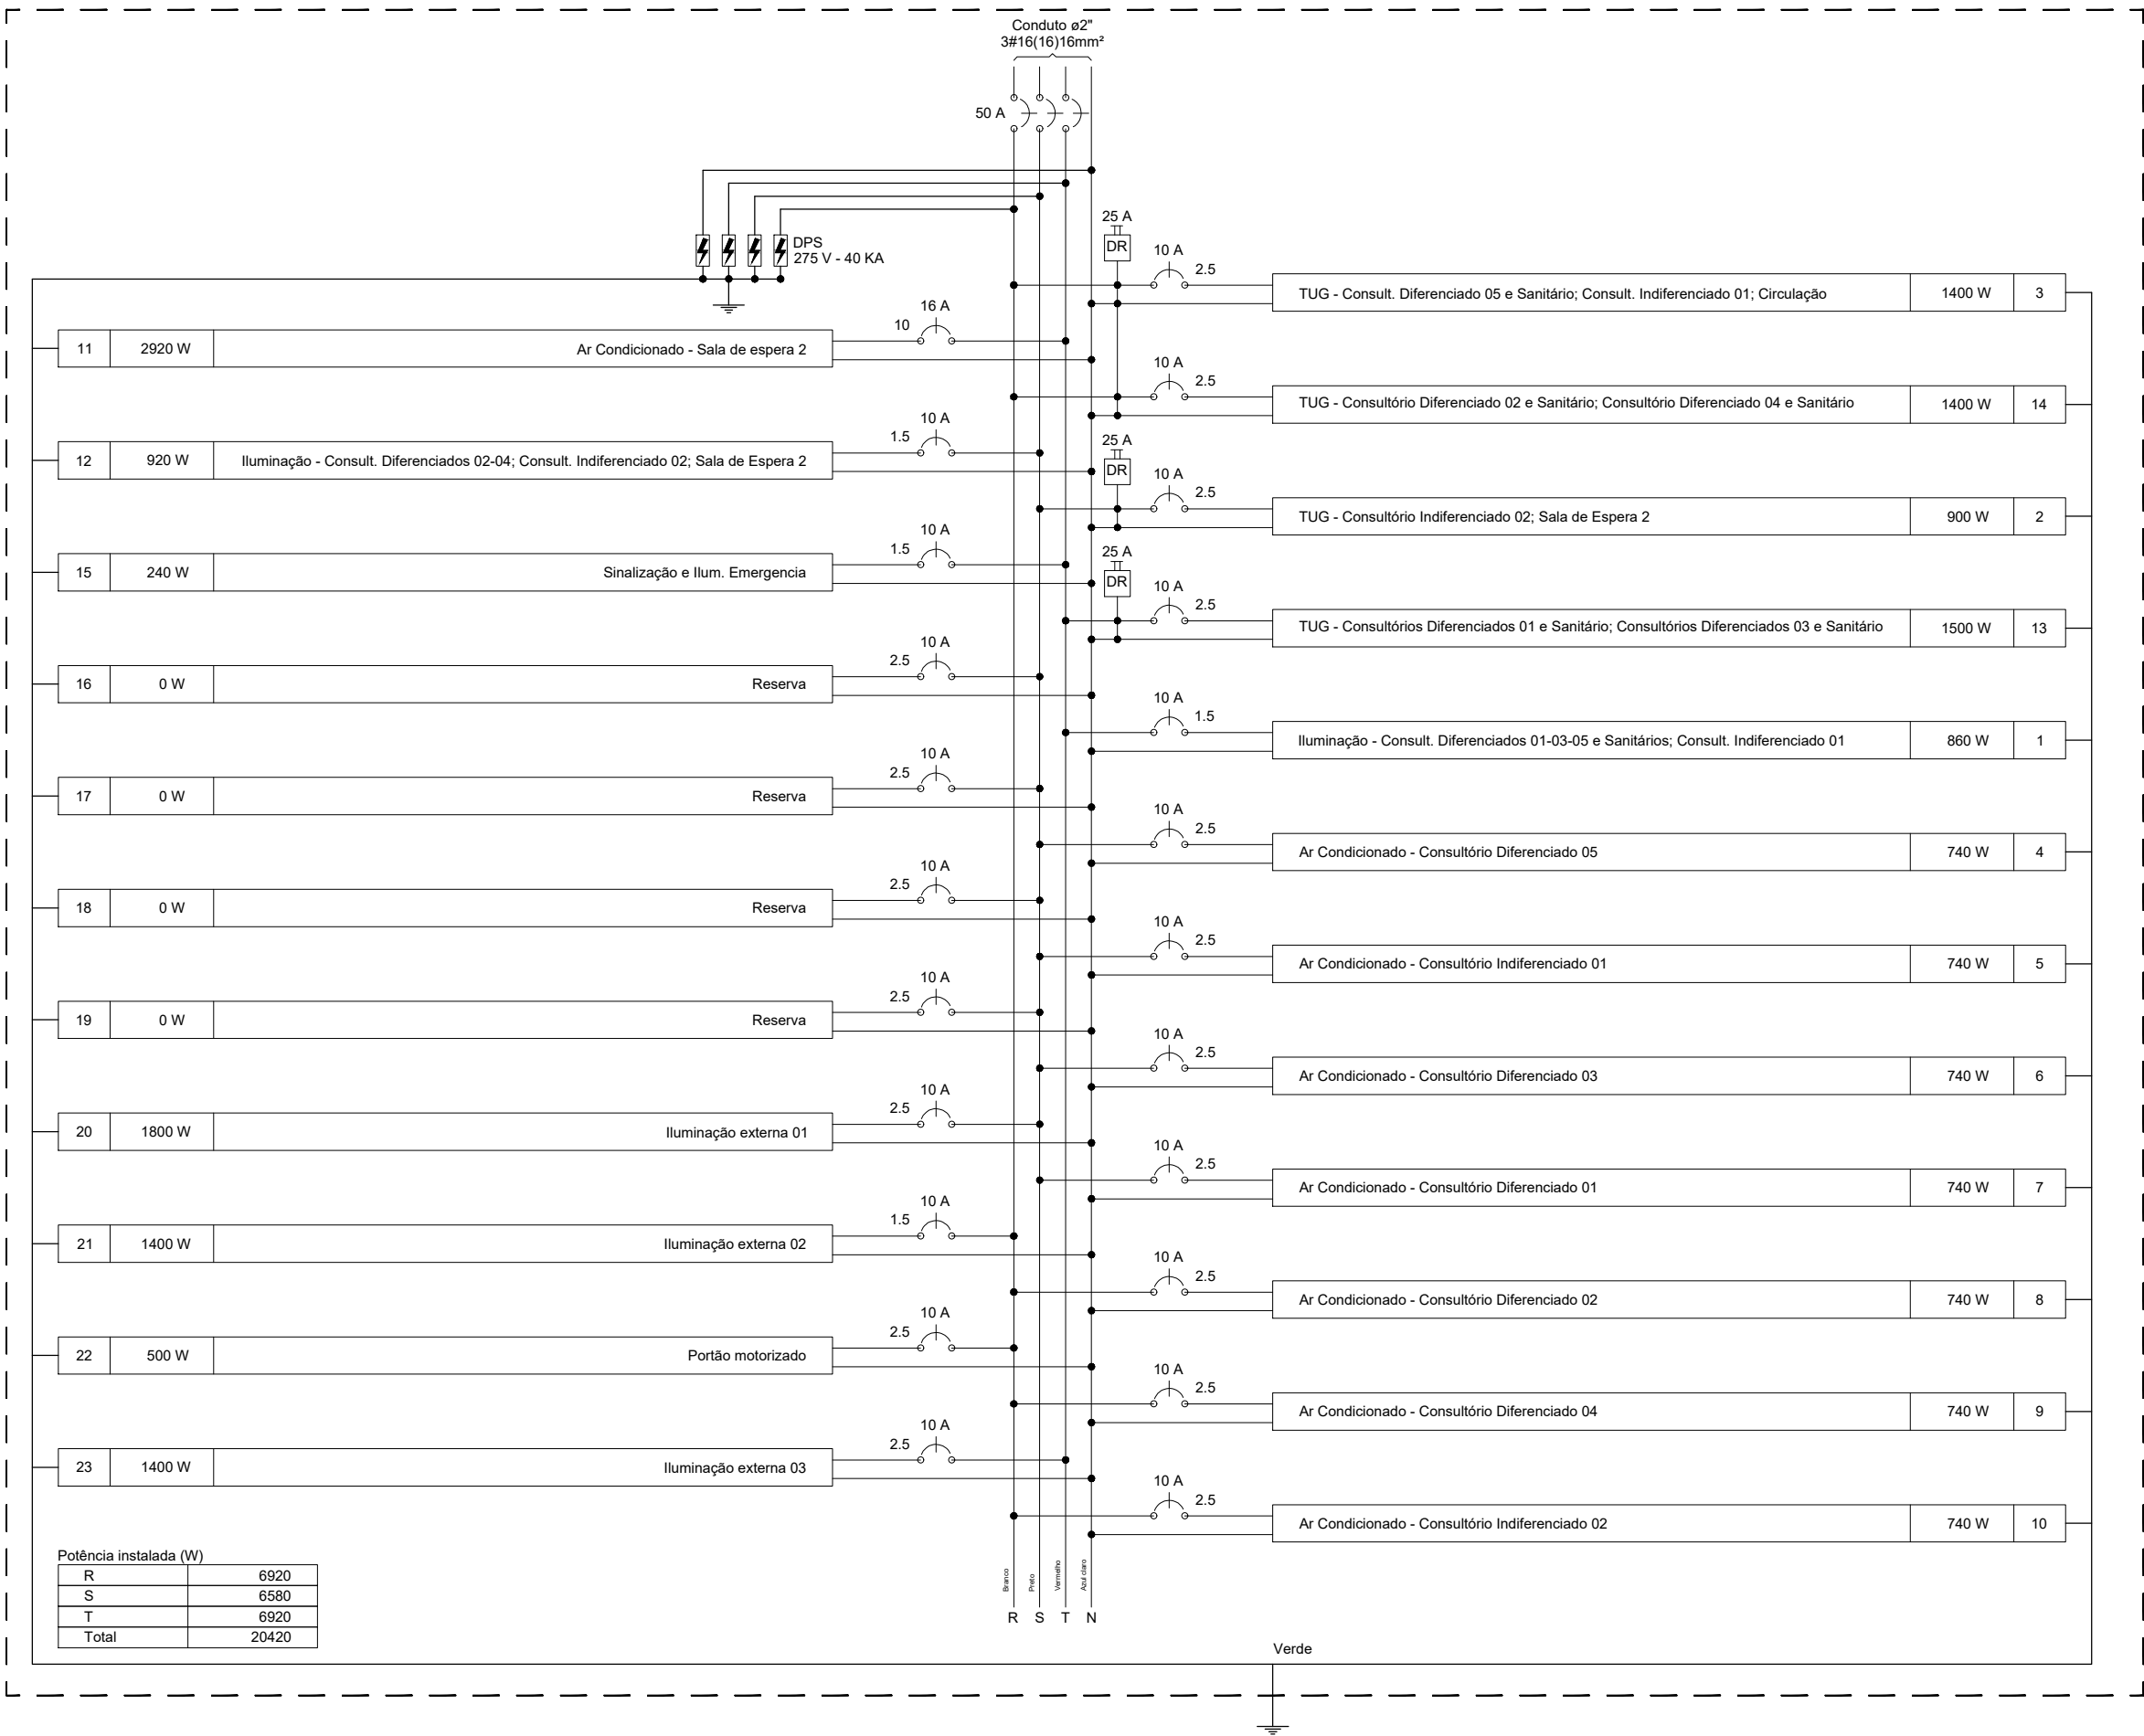 Conduto ø2"
3#16(16)16mm²
50 A
DPS
275 V - 40 KA
16 A
10
11 2920 W Ar Condicionado - Sala de espera 2
10 A
1.5
12 920 W Iluminação - Consult. Diferenciados 02-04; Consult. Indiferenciado 02; Sala de Espera 2
10 A
1.5
15 240 W Sinalização e Ilum. Emergencia
10 A
2.5
16 0 W Reserva
10 A
2.5
17 0 W Reserva
10 A
2.5
18 0 W Reserva
10 A
2.5
19 0 W Reserva
10 A
2.5
20 1800 W Iluminação externa 01
10 A
1.5
21 1400 W Iluminação externa 02
10 A
2.5
22 500 W Portão motorizado
10 A
2.5
23 1400 W Iluminação externa 03
25 A
DR
10 A
2.5
TUG - Consult. Diferenciado 05 e Sanitário; Consult. Indiferenciado 01; Circulação 1400 W 3
10 A
2.5
TUG - Consultório Diferenciado 02 e Sanitário; Consultório Diferenciado 04 e Sanitário 1400 W 14
25 A
DR
10 A
2.5
TUG - Consultório Indiferenciado 02; Sala de Espera 2 900 W 2
25 A
DR
10 A
2.5
TUG - Consultórios Diferenciados 01 e Sanitário; Consultórios Diferenciados 03 e Sanitário 1500 W 13
10 A
1.5
Iluminação - Consult. Diferenciados 01-03-05 e Sanitários; Consult. Indiferenciado 01 860 W 1
10 A
2.5
Ar Condicionado - Consultório Diferenciado 05 740 W 4
10 A
2.5
Ar Condicionado - Consultório Indiferenciado 01 740 W 5
10 A
2.5
Ar Condicionado - Consultório Diferenciado 03 740 W 6
10 A
2.5
Ar Condicionado - Consultório Diferenciado 01 740 W 7
10 A
2.5
Ar Condicionado - Consultório Diferenciado 02 740 W 8
10 A
2.5
Ar Condicionado - Consultório Diferenciado 04 740 W 9
10 A
2.5
Ar Condicionado - Consultório Indiferenciado 02 740 W 10
Potência instalada (W)
R 6920
S 6580
T 6920
Total 20420
Branco
Preto
Vermelho
Azul claro
R S T N
Verde